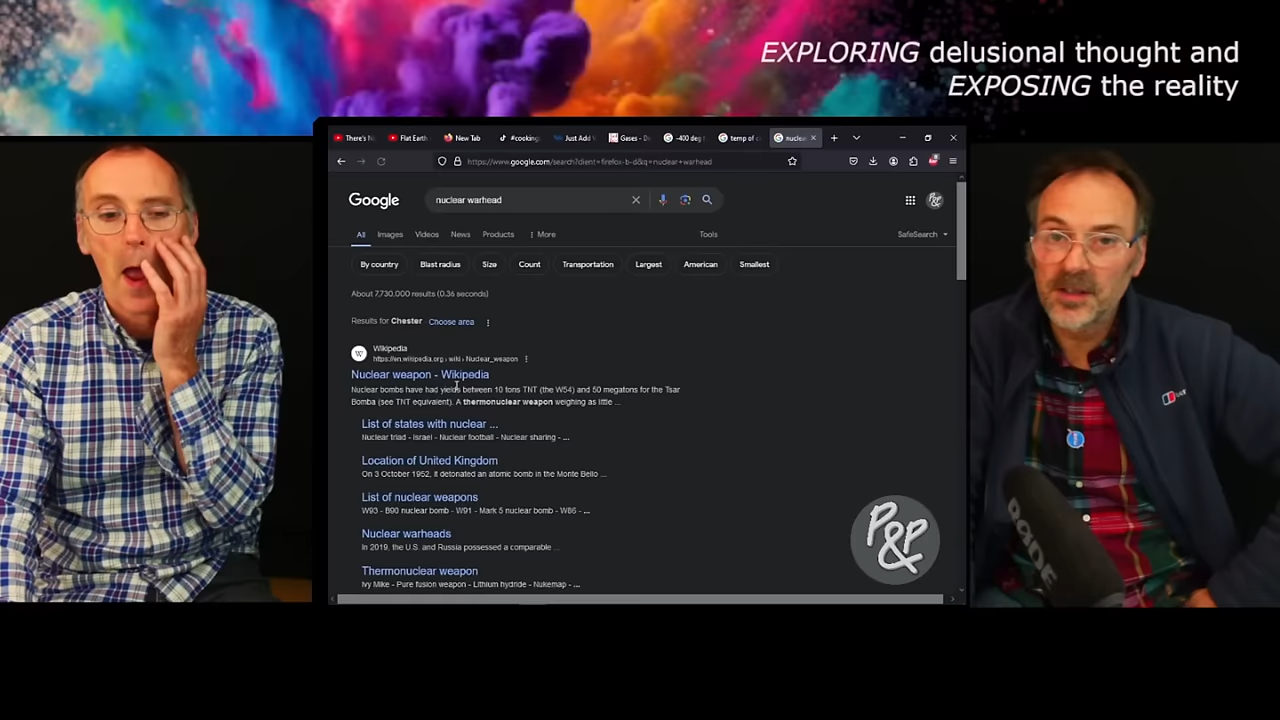 EXPLORING delusional thought and
EXPOSING the reality
There's N
Flat Earth
New Tab
#cooking
Just Add
Gases - D
-400 deg
temp of c
nuclear
https://www.google.com/search?client=firefox-b-d&q=nuclear+warhead
Google
nuclear warhead
P&P
All Images Videos News Products More Tools SafeSearch
By country Blast radius Size Count Transportation Largest American Smallest
About 7,730,000 results (0.36 seconds)
Results for Chester Choose area
W
Wikipedia
https://en.wikipedia.org › wiki › Nuclear_weapon
Nuclear weapon - Wikipedia
Nuclear bombs have had yields between 10 tons TNT (the W54) and 50 megatons for the Tsar
Bomba (see TNT equivalent). A thermonuclear weapon weighing as little ...
List of states with nuclear ...
Nuclear triad - Israel - Nuclear football - Nuclear sharing - ...
Location of United Kingdom
On 3 October 1952, it detonated an atomic bomb in the Monte Bello ...
List of nuclear weapons
W93 - B90 nuclear bomb - W91 - Mark 5 nuclear bomb - W86 - ...
Nuclear warheads
In 2019, the U.S. and Russia possessed a comparable ...
Thermonuclear weapon
Ivy Mike - Pure fusion weapon - Lithium hydride - Nukemap - ...
P&P
RØDE